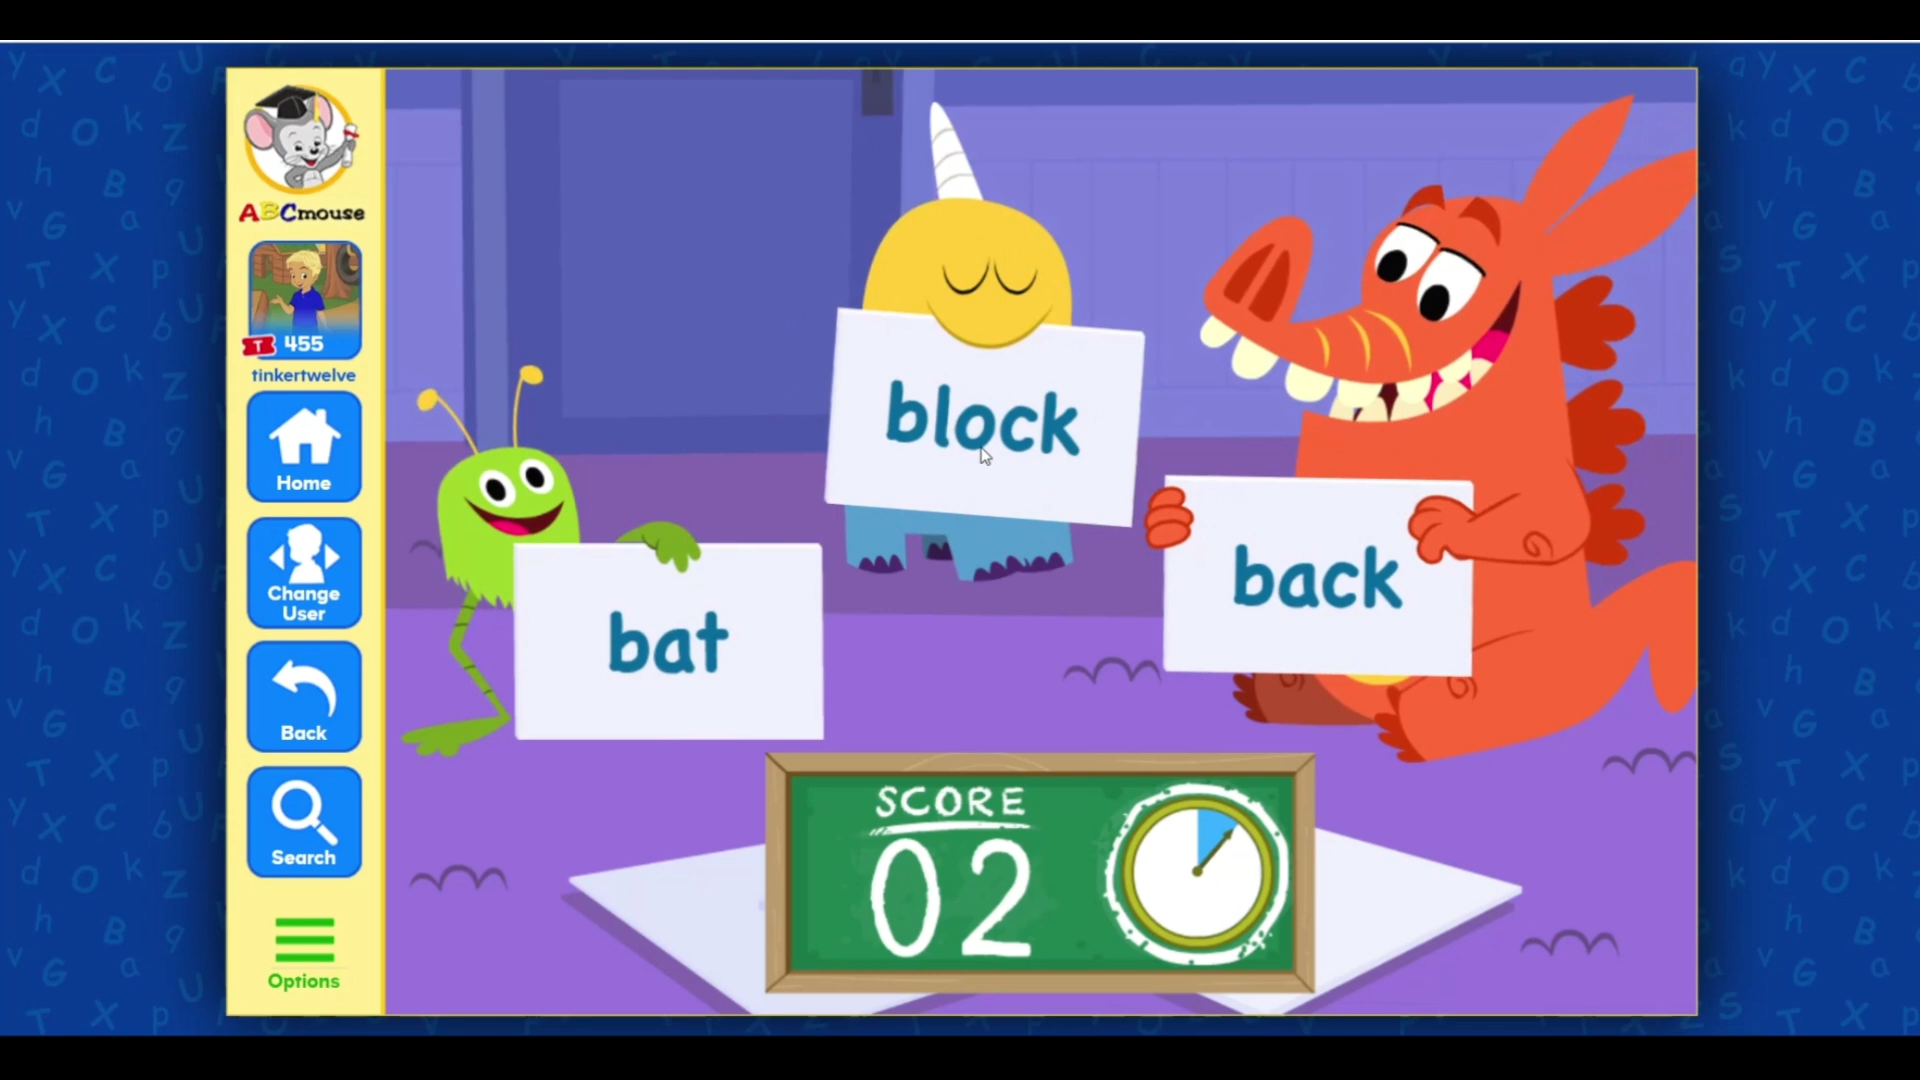 ABCmouse
T 455
tinkertwelve
Home
Change
User
Back
Search
Options
block
back
bat
SCORE
02